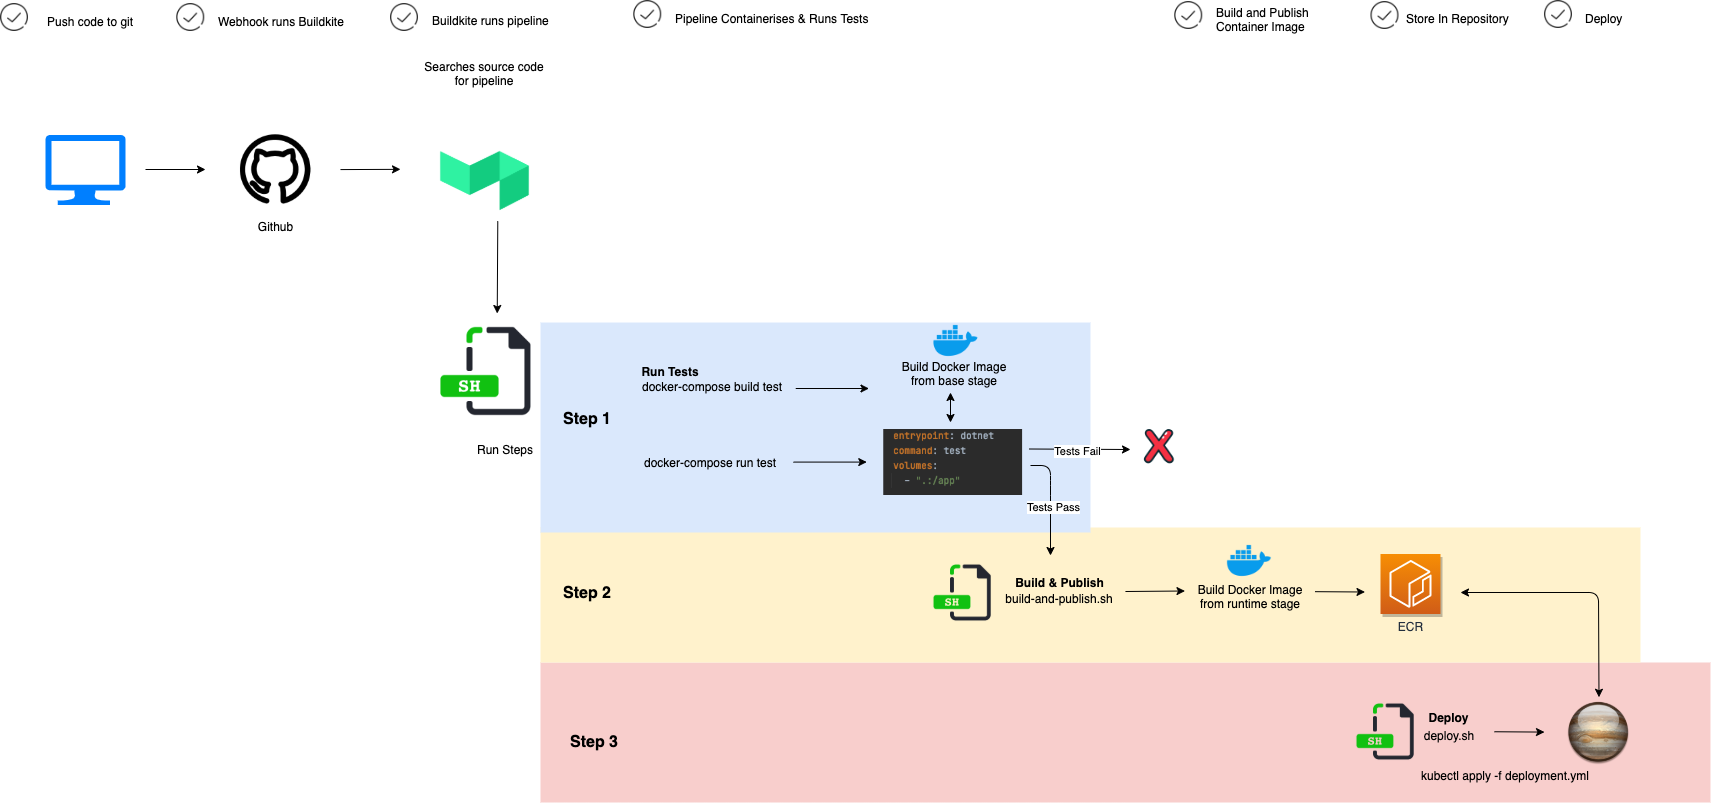 Push code to git
Webhook runs Buildkite
Buildkite runs pipeline
Pipeline Containerises & Runs Tests
Build and Publish
Container Image
Store In Repository
Deploy
Searches source code
for pipeline
Github
SH
Run Steps
Step 1
Run Tests
docker-compose build test
Build Docker Image
from base stage
docker-compose run test
entrypoint: dotnet
command: test
volumes:
- ".:/app"
Tests Fail
Tests Pass
Step 2
SH
Build & Publish
build-and-publish.sh
Build Docker Image
from runtime stage
ECR
Step 3
SH
Deploy
deploy.sh
kubectl apply -f deployment.yml